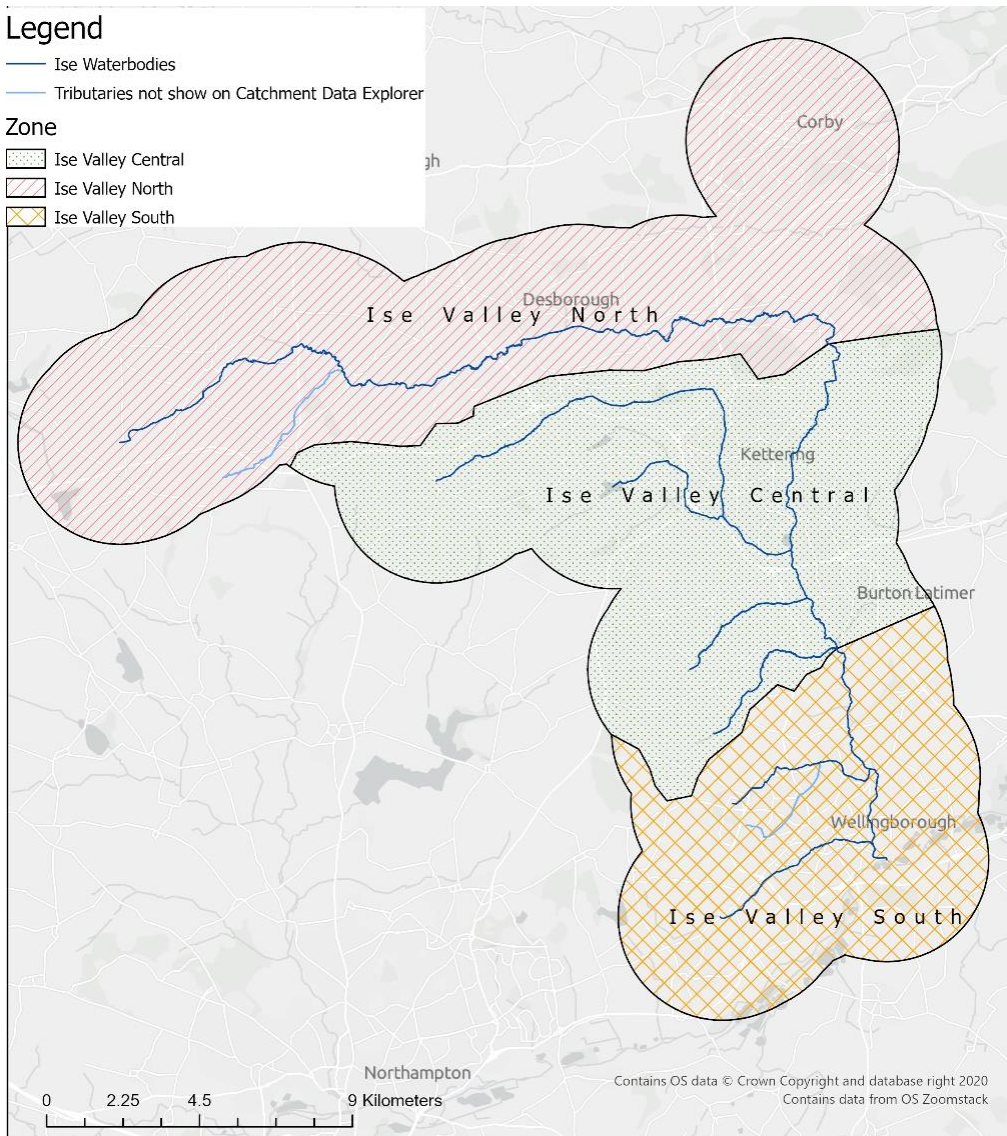 Legend
Ise Waterbodies
Tributaries not show on Catchment Data Explorer
Zone
Ise Valley Central
Ise Valley North
Ise Valley South
gh
Corby
Desborough
Ise Valley North
Kettering
Ise Valley Central
Burton Latimer
Wellingborough
Ise Valley South
Northampton
Contains OS data © Crown Copyright and database right 2020
Contains data from OS Zoomstack
0 2.25 4.5 9 Kilometers